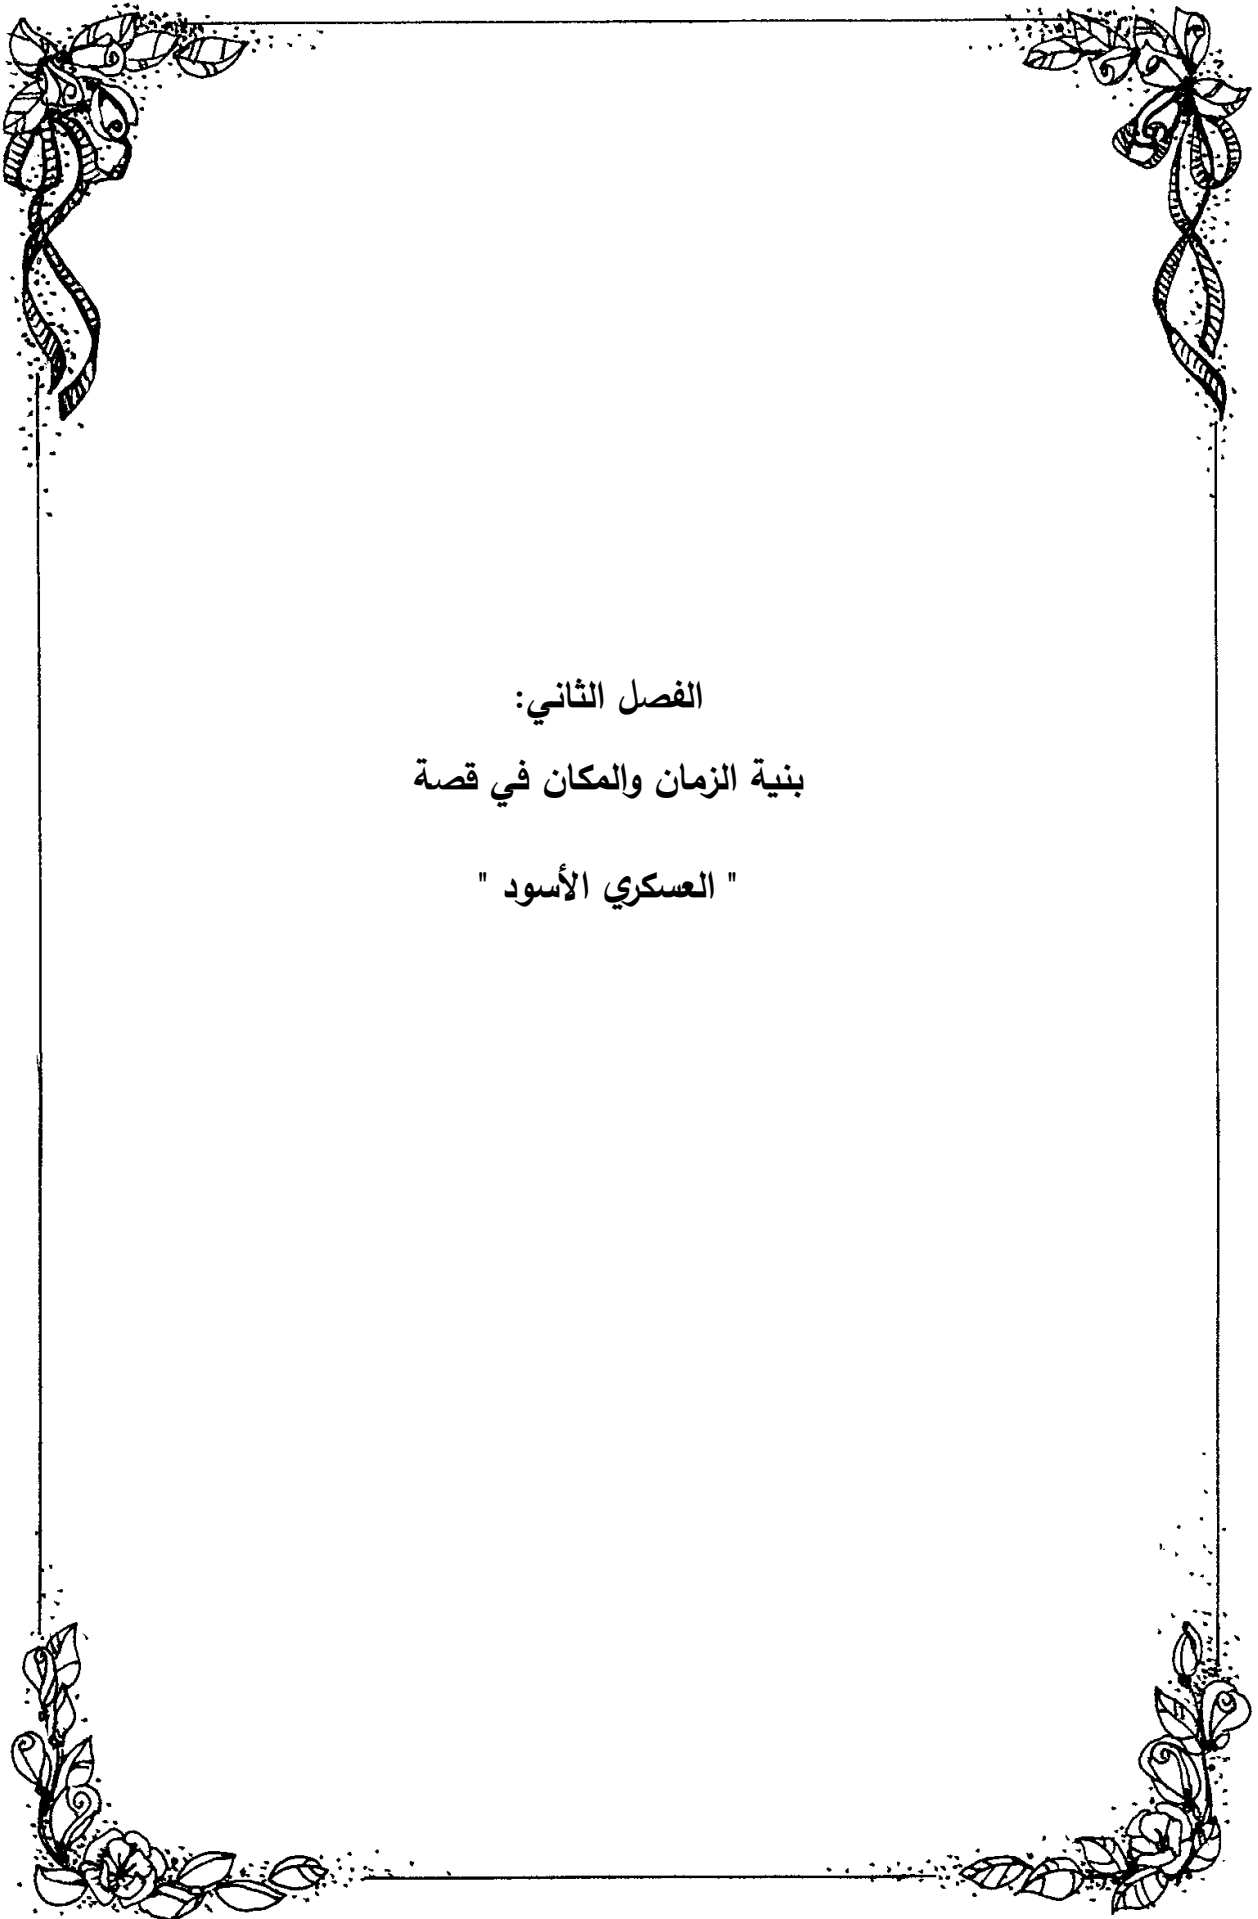 الفصل الثاني:
بنية الزمان والمكان في قصة
" العسكري الأسود "